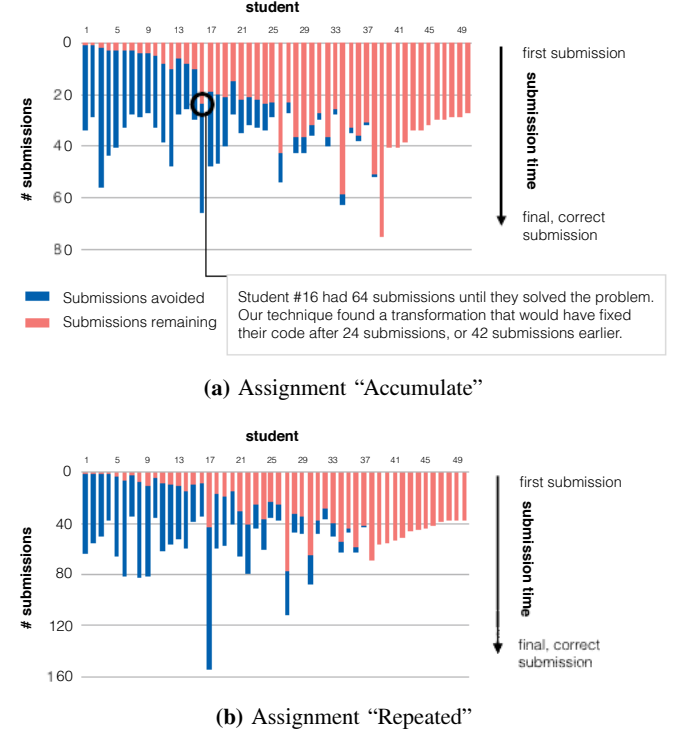 student
1 5 9 13 17 21 25 29 33 37 41 45 49
0
20
40
60
80
# submissions
first submission
submission time
final, correct
submission
Submissions avoided
Submissions remaining
Student #16 had 64 submissions until they solved the problem.
Our technique found a transformation that would have fixed
their code after 24 submissions, or 42 submissions earlier.
(a) Assignment “Accumulate”
student
1 5 9 13 17 21 25 29 33 37 41 45 49
0
40
80
120
160
# submissions
first submission
submission time
final, correct
submission
(b) Assignment “Repeated”